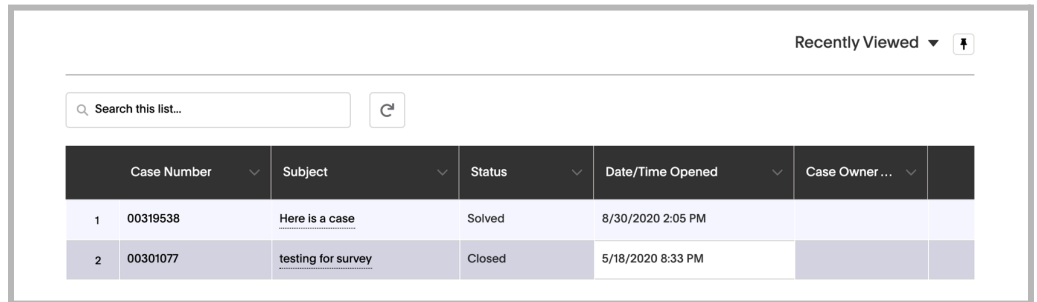 Recently Viewed
Search this list...
Case Number Subject Status Date/Time Opened Case Owner...
1 00319538 Here is a case Solved 8/30/2020 2:05 PM
2 00301077 testing for survey Closed 5/18/2020 8:33 PM